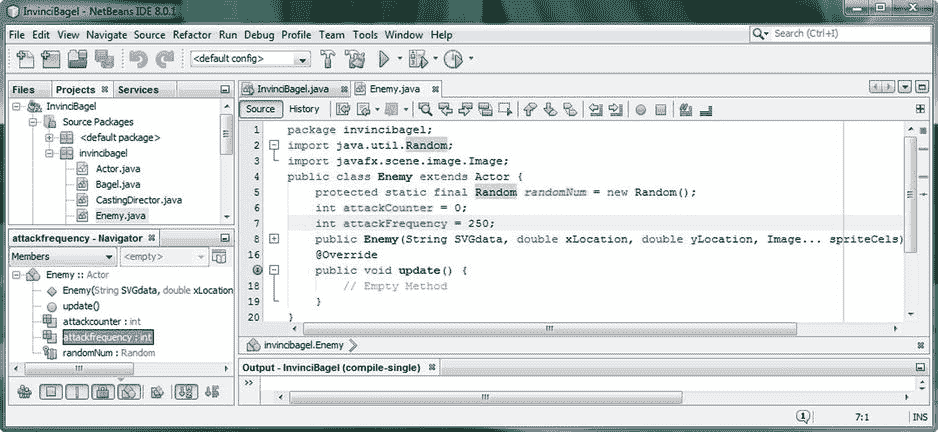 InvinciBagel - NetBeans IDE 8.0.1
File Edit View Navigate Source Refactor Run Debug Profile Team Tools Window Help
Search (Ctrl+I)
<default config>
Files Projects Services
InvinciBagel
Source Packages
<default package>
invincibagel
Actor.java
Bagel.java
CastingDirector.java
Enemy.java
attackfrequency - Navigator
Members <empty>
Enemy :: Actor
Enemy(String SVGdata, double xLocation
update()
attackcounter : int
attackfrequency : int
randomNum : Random
InvinciBagel.java Enemy.java
Source History
1 package invincibagel;
2 import java.util.Random;
3 import javafx.scene.image.Image;
4 public class Enemy extends Actor {
5 protected static final Random randomNum = new Random();
6 int attackCounter = 0;
7 int attackFrequency = 250;
8 public Enemy(String SVGdata, double xLocation, double yLocation, Image... spriteCels)
16 @Override
public void update() {
18 // Empty Method
19 }
20 }
invincibagel.Enemy
Output - InvinciBagel (compile-single)
>>
7:1 INS